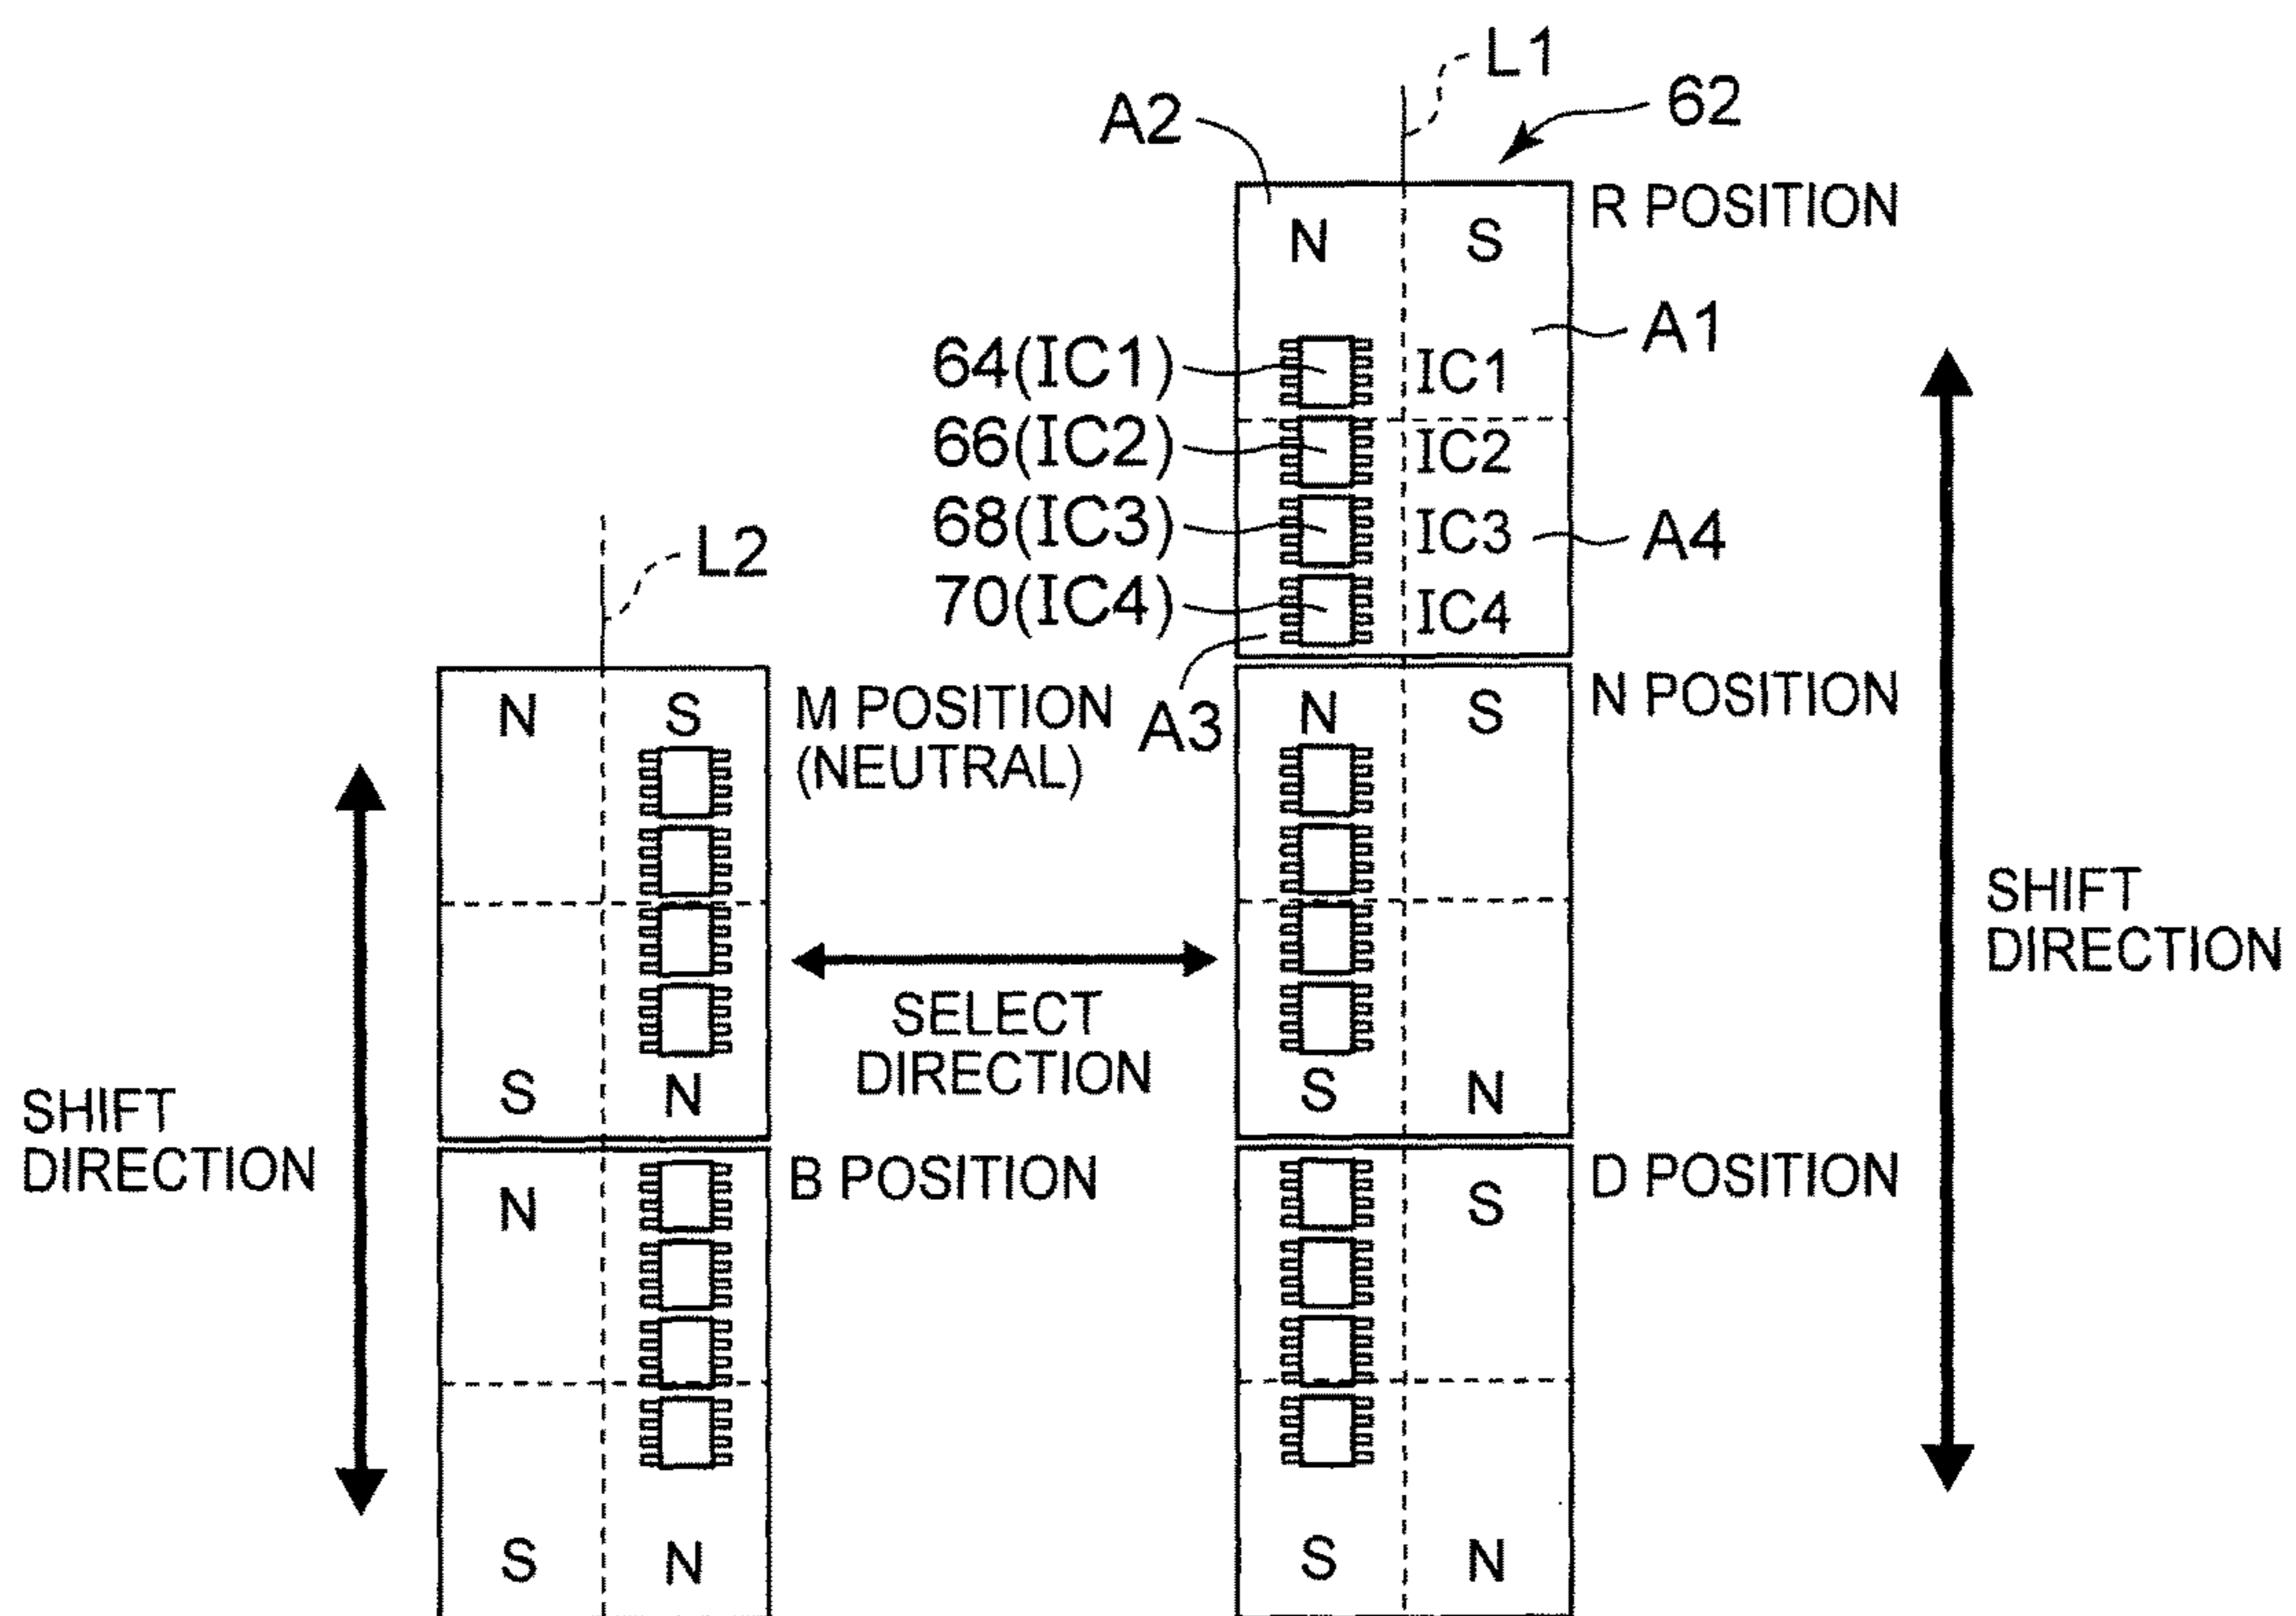 L1
62
A2
R POSITION
N S
A1
64(IC1) IC1
66(IC2) IC2
68(IC3) IC3
A4
70(IC4) IC4
A3
L2
N S
M POSITION
(NEUTRAL)
N S
N POSITION
SHIFT
DIRECTION
SELECT
DIRECTION
S N
S N
SHIFT
DIRECTION
N
B POSITION
S
D POSITION
S N
S N